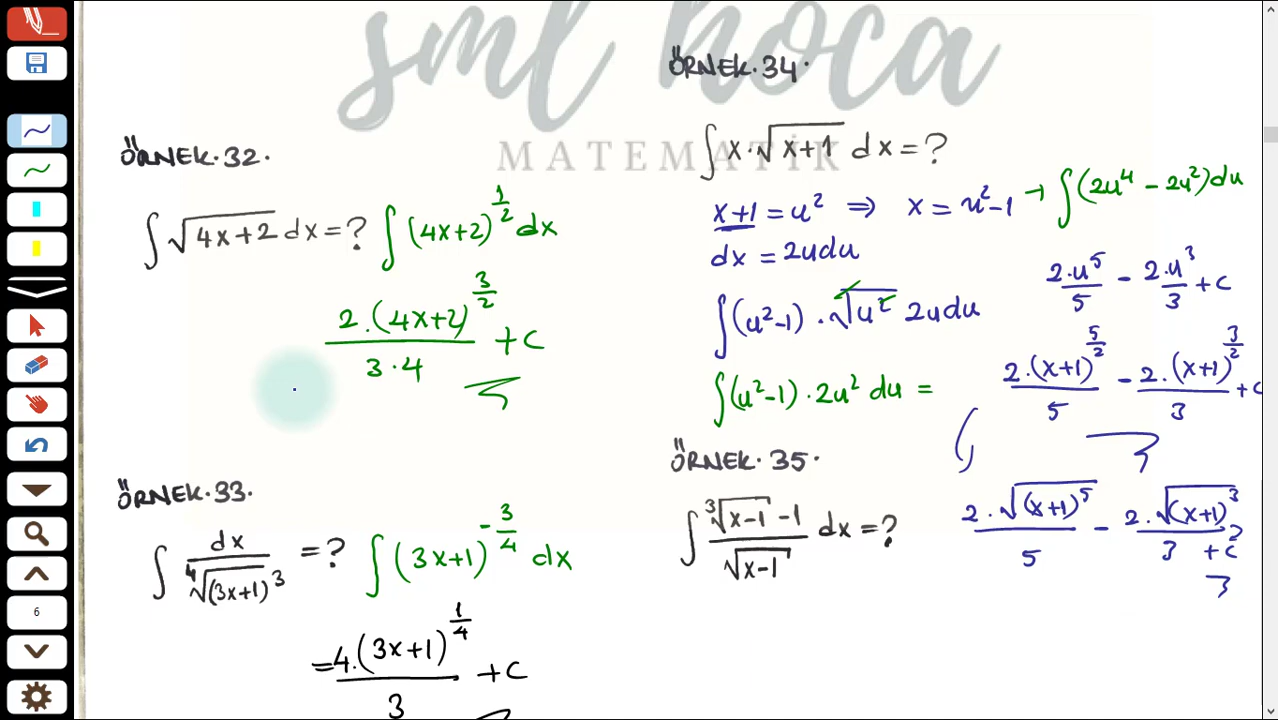 sml hoca
MATEMATİK
ÖRNEK.32.
∫√(4x+2) dx = ? ∫(4x+2)^(1/2) dx
2.(4x+2)^(3/2) / 3·4 + C
ÖRNEK.33.
∫ dx / ⁴√(3x+1)³ = ? ∫(3x+1)^(-3/4) dx
= 4.(3x+1)^(1/4) / 3 + C
ÖRNEK.34.
∫ x·√(x+1) dx = ?
x+1 = u² ⇒ x = u²-1 → ∫(2u⁴ - 2u²)du
dx = 2udu
2.u⁵/5 - 2.u³/3 + C
∫(u²-1)·√u² 2udu
2.(x+1)^(5/2) / 5 - 2.(x+1)^(3/2) / 3 + C
∫(u²-1)·2u² du =
2.√(x+1)⁵ / 5 - 2.√(x+1)³ / 3 + C
ÖRNEK.35.
∫ (³√(x-1) - 1) / √(x-1) dx = ?
6